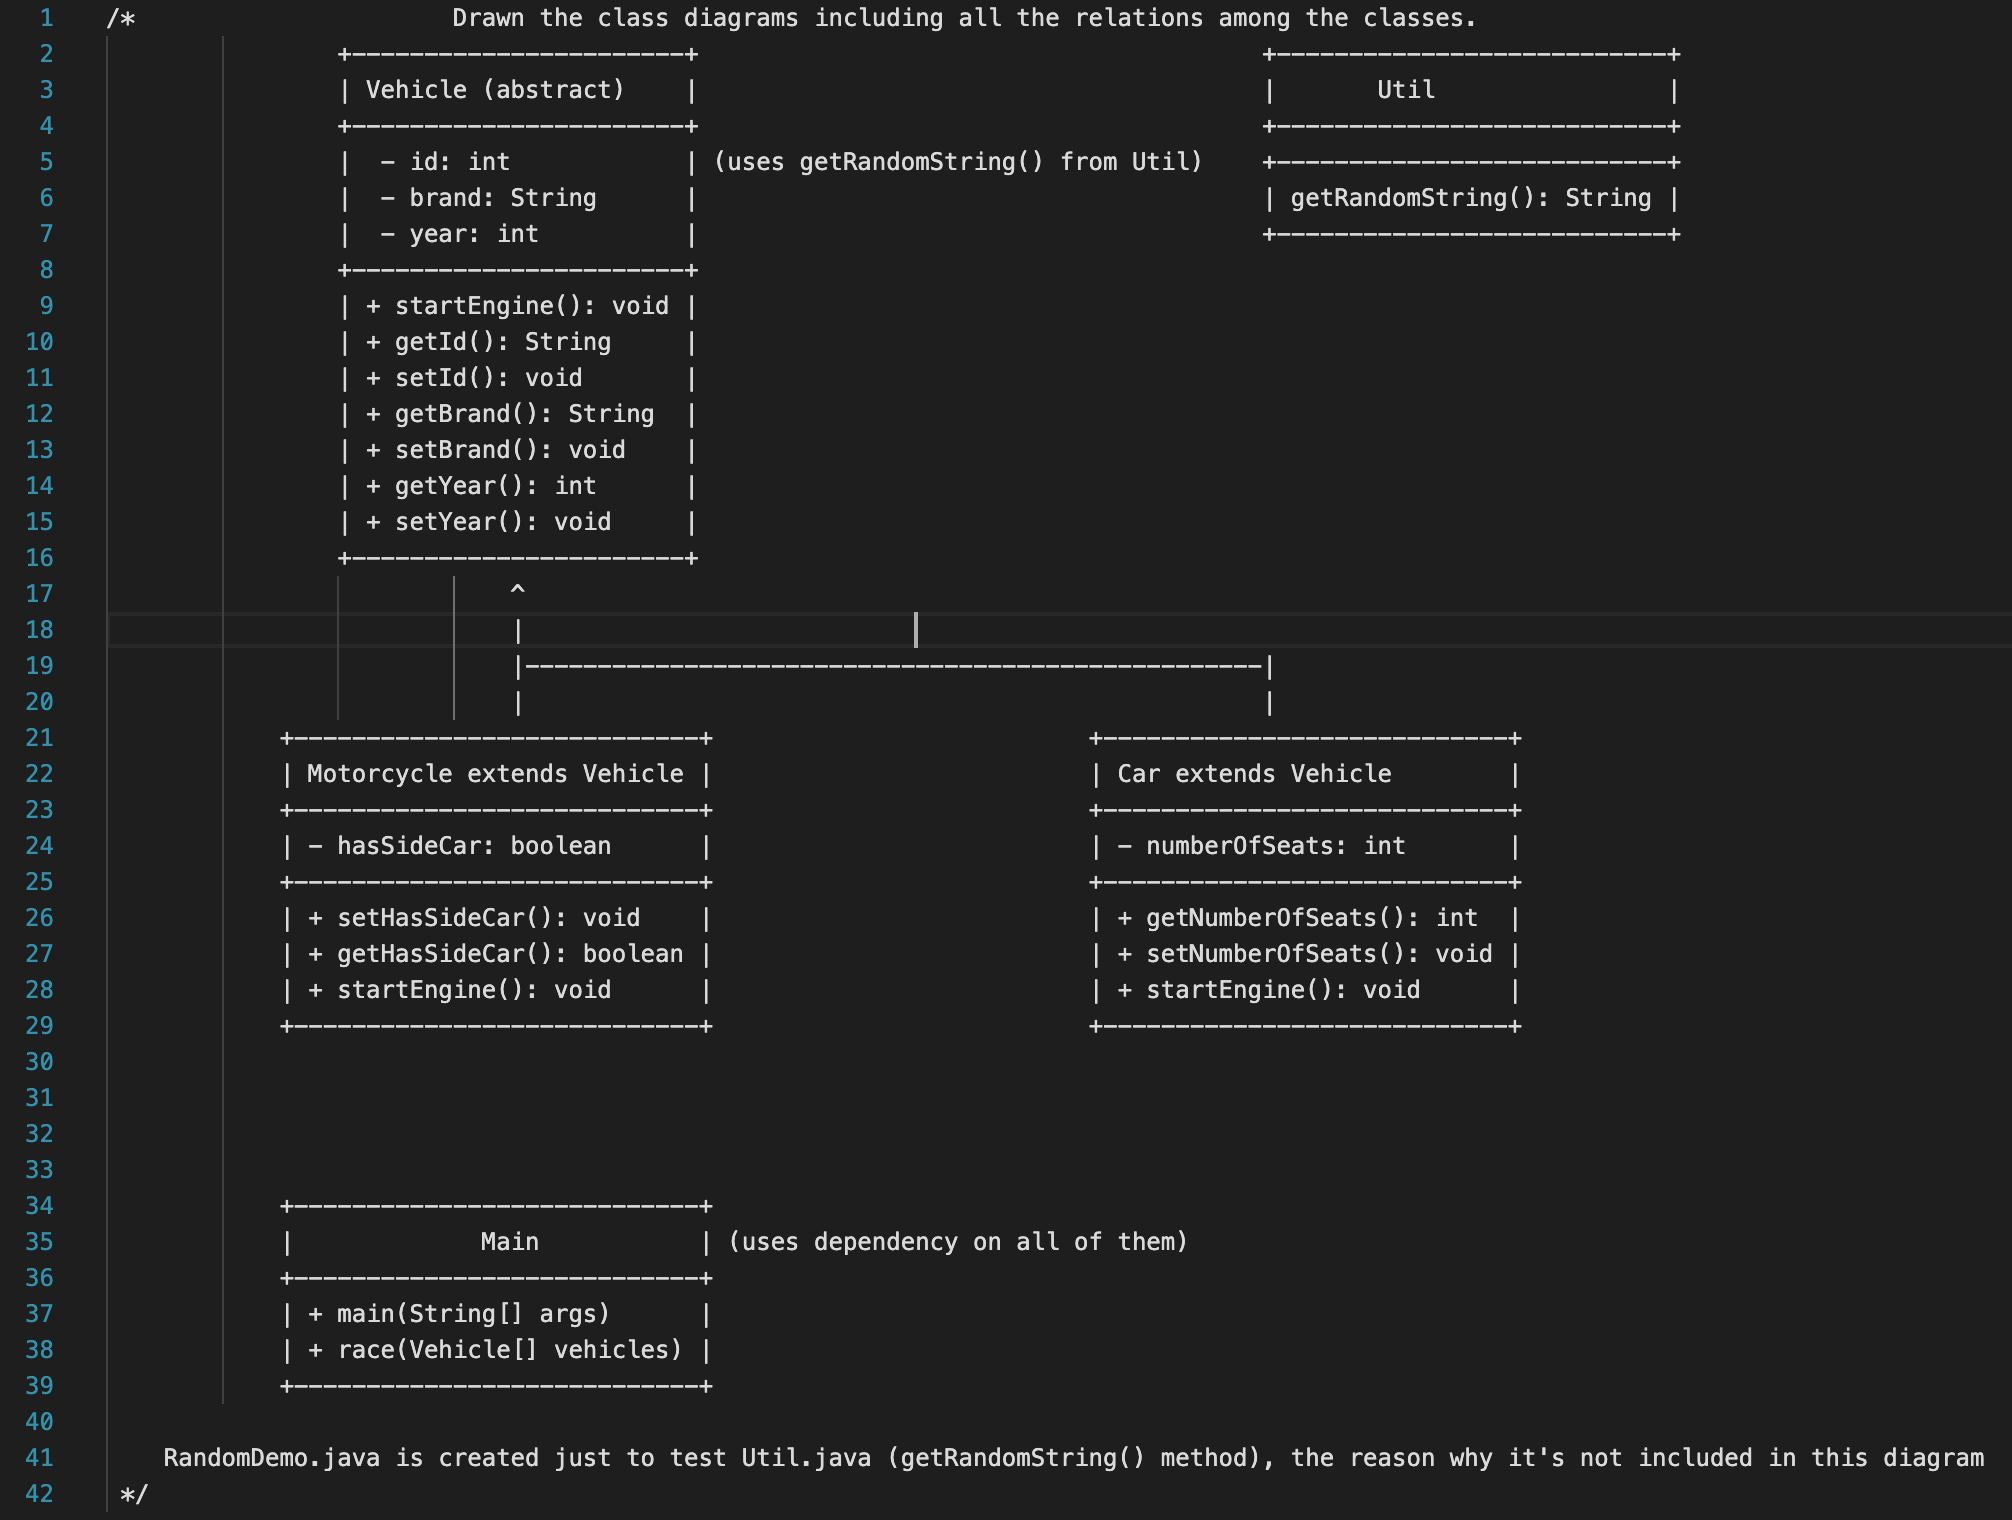 1 /*                      Drawn the class diagrams including all the relations among the classes.
2                 +-----------------------+                                       +---------------------------+
3                 | Vehicle (abstract)    |                                       |       Util                |
4                 +-----------------------+                                       +---------------------------+
5                 |  - id: int            | (uses getRandomString() from Util)    +---------------------------+
6                 |  - brand: String      |                                       | getRandomString(): String |
7                 |  - year: int          |                                       +---------------------------+
8                 +-----------------------+
9                 | + startEngine(): void |
10                | + getId(): String     |
11                | + setId(): void       |
12                | + getBrand(): String  |
13                | + setBrand(): void    |
14                | + getYear(): int      |
15                | + setYear(): void     |
16                +-----------------------+
17                            ^
18                            |
19                            |---------------------------------------------------|
20                            |                                                   |
21            +----------------------------+                          +----------------------------+
22            | Motorcycle extends Vehicle |                          | Car extends Vehicle        |
23            +----------------------------+                          +----------------------------+
24            | - hasSideCar: boolean      |                          | - numberOfSeats: int       |
25            +----------------------------+                          +----------------------------+
26            | + setHasSideCar(): void    |                          | + getNumberOfSeats(): int  |
27            | + getHasSideCar(): boolean |                          | + setNumberOfSeats(): void |
28            | + startEngine(): void      |                          | + startEngine(): void      |
29            +----------------------------+                          +----------------------------+
30
31
32
33
34            +----------------------------+
35            |             Main           | (uses dependency on all of them)
36            +----------------------------+
37            | + main(String[] args)      |
38            | + race(Vehicle[] vehicles) |
39            +----------------------------+
40
41    RandomDemo.java is created just to test Util.java (getRandomString() method), the reason why it's not included in this diagram
42 */